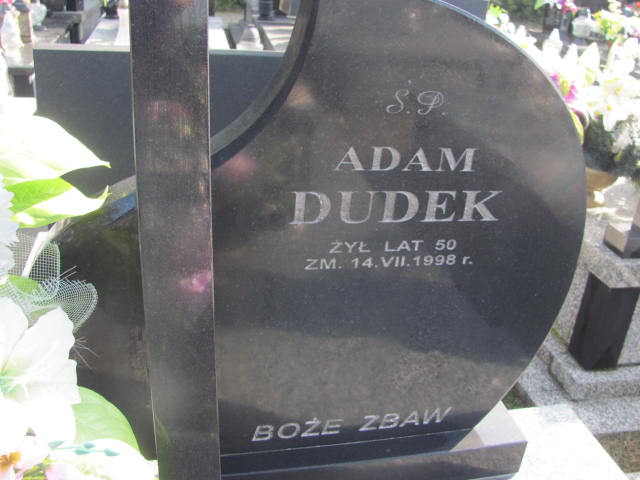 Ś.P.
ADAM
DUDEK
ŻYŁ LAT 50
ZM. 14.VII.1998 r.
BOŻE ZBAW